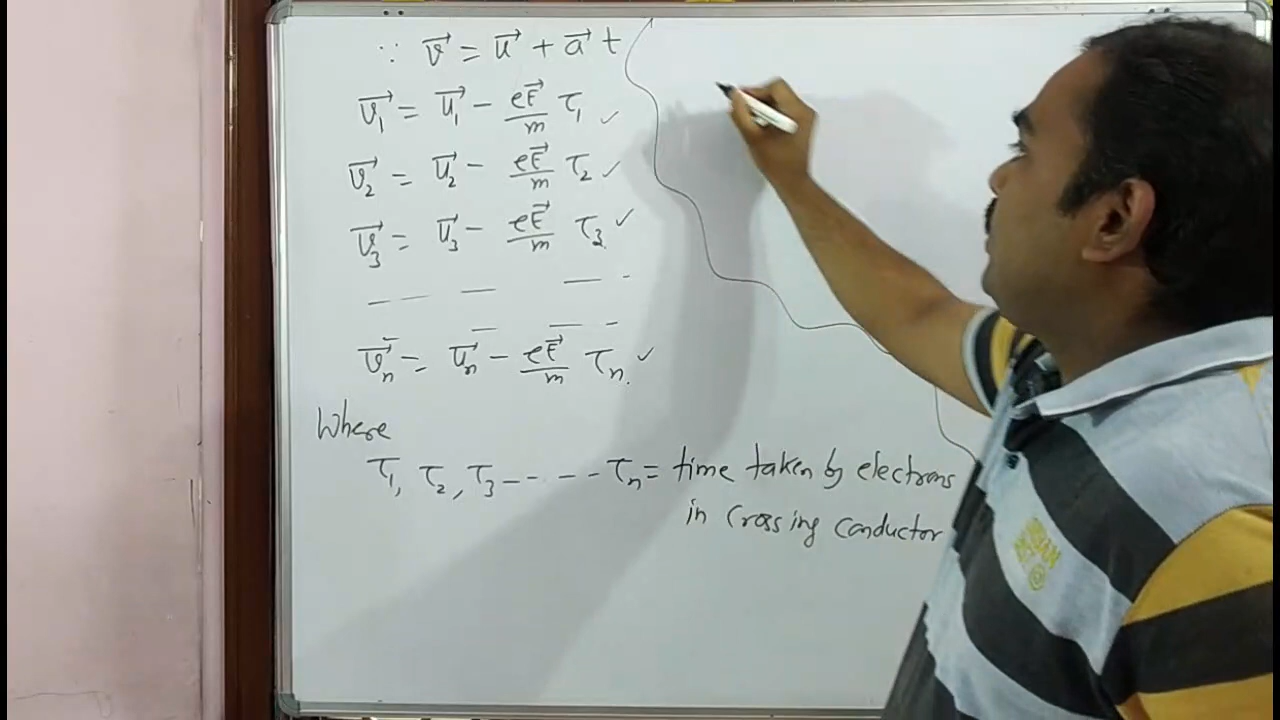 ∵ v⃗ = u⃗ + a⃗ t
v⃗₁ = u⃗₁ − eE⃗/m τ₁ ✓
v⃗₂ = u⃗₂ − eE⃗/m τ₂ ✓
v⃗₃ = u⃗₃ − eE⃗/m τ₃ ✓
— — — — -
— — -
v⃗ₙ = u⃗ₙ − eE⃗/m τₙ ✓
Where
τ₁, τ₂, τ₃ ------ τₙ = time taken by electrons
in crossing conductor